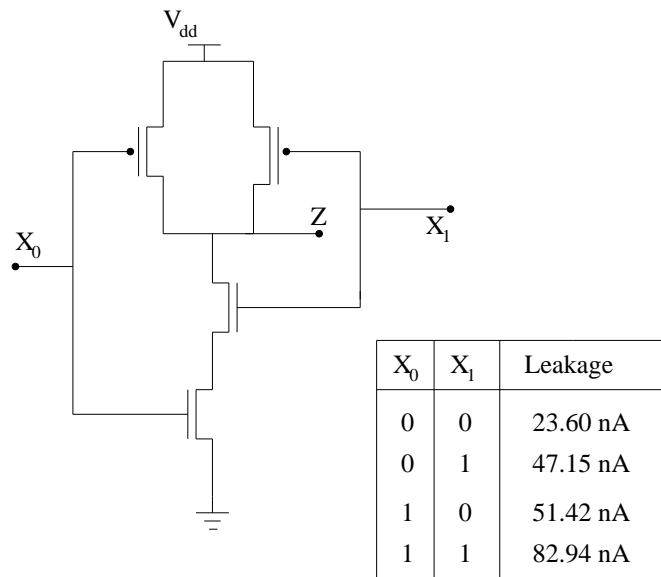 V_dd
Z
X_1
X_0
X_0 X_1 Leakage
0 0 23.60 nA
0 1 47.15 nA
1 0 51.42 nA
1 1 82.94 nA